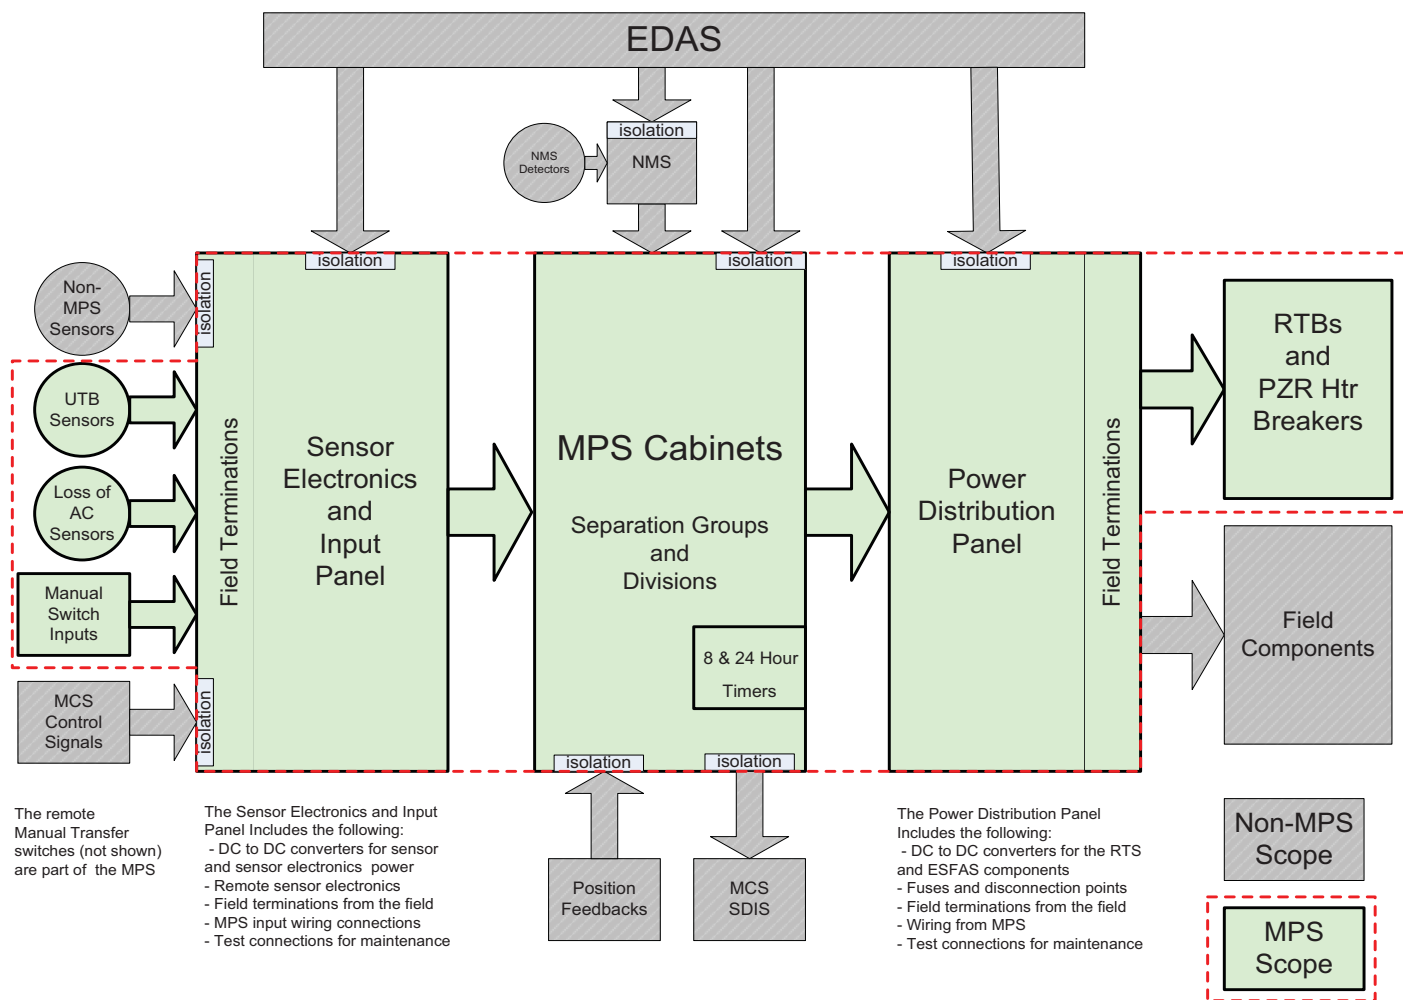 EDAS
isolation
NMS
NMS
Detectors
isolation
isolation
isolation
isolation
Non-
MPS
Sensors
UTB
Sensors
Loss of
AC
Sensors
Manual
Switch
Inputs
MCS
Control
Signals
isolation
Field Terminations
Sensor
Electronics
and
Input
Panel
MPS Cabinets
Separation Groups
and
Divisions
8 & 24 Hour
Timers
isolation
isolation
Power
Distribution
Panel
Field Terminations
RTBs
and
PZR Htr
Breakers
Field
Components
Position
Feedbacks
MCS
SDIS
The remote
Manual Transfer
switches (not shown)
are part of the MPS
The Sensor Electronics and Input
Panel Includes the following:
- DC to DC converters for sensor
and sensor electronics power
- Remote sensor electronics
- Field terminations from the field
- MPS input wiring connections
- Test connections for maintenance
The Power Distribution Panel
Includes the following:
- DC to DC converters for the RTS
and ESFAS components
- Fuses and disconnection points
- Field terminations from the field
- Wiring from MPS
- Test connections for maintenance
Non-MPS
Scope
MPS
Scope